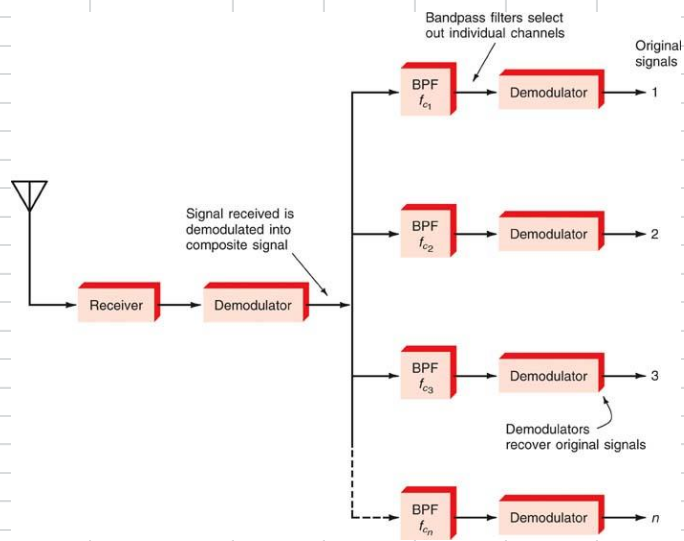 Bandpass filters select
out individual channels
Original
signals
BPF
fc1
Demodulator
1
Signal received is
demodulated into
composite signal
BPF
fc2
Demodulator
2
Receiver
Demodulator
BPF
fc3
Demodulator
3
Demodulators
recover original signals
BPF
fcn
Demodulator
n